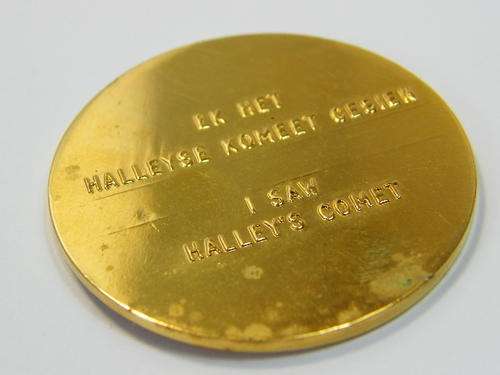 EK HET
HALLEYSE KOMEET GESIEN
I SAW
HALLEY'S COMET